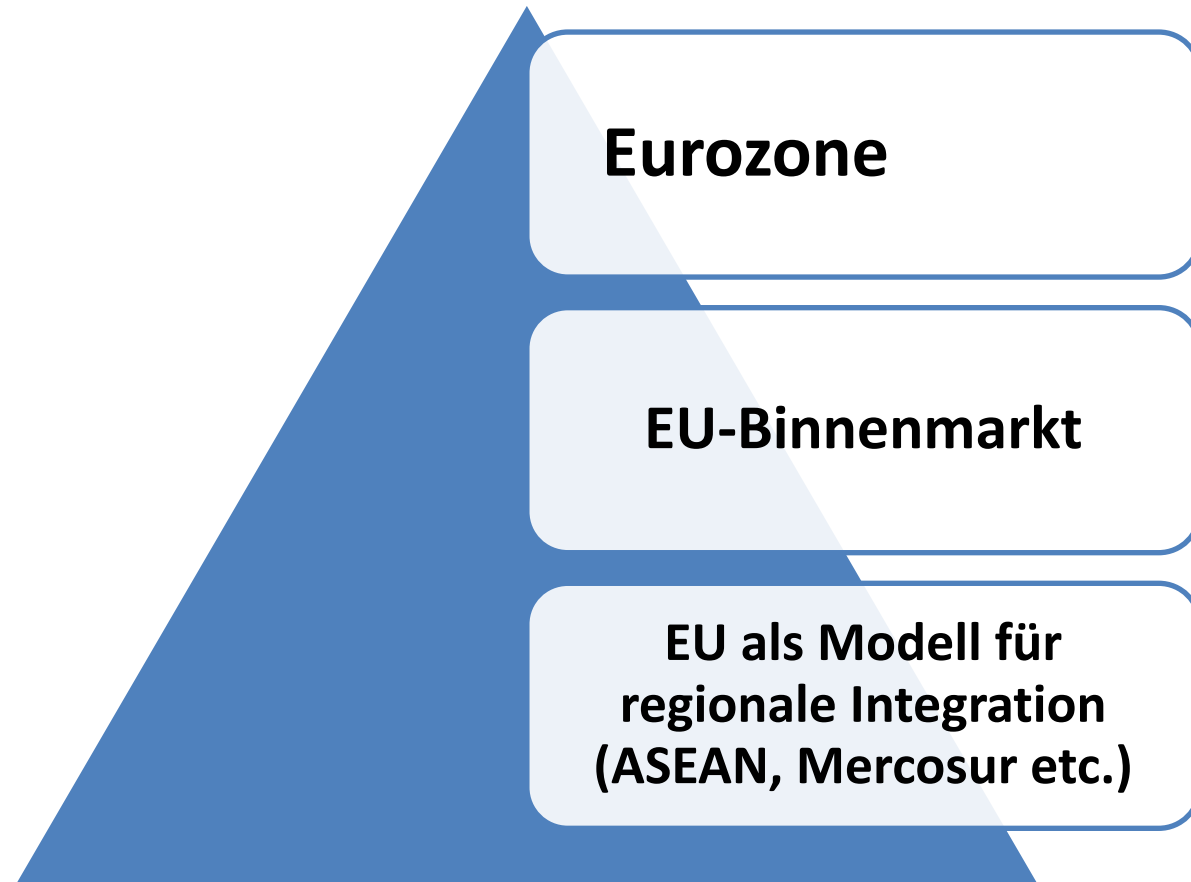 Eurozone
EU-Binnenmarkt
EU als Modell für
regionale Integration
(ASEAN, Mercosur etc.)